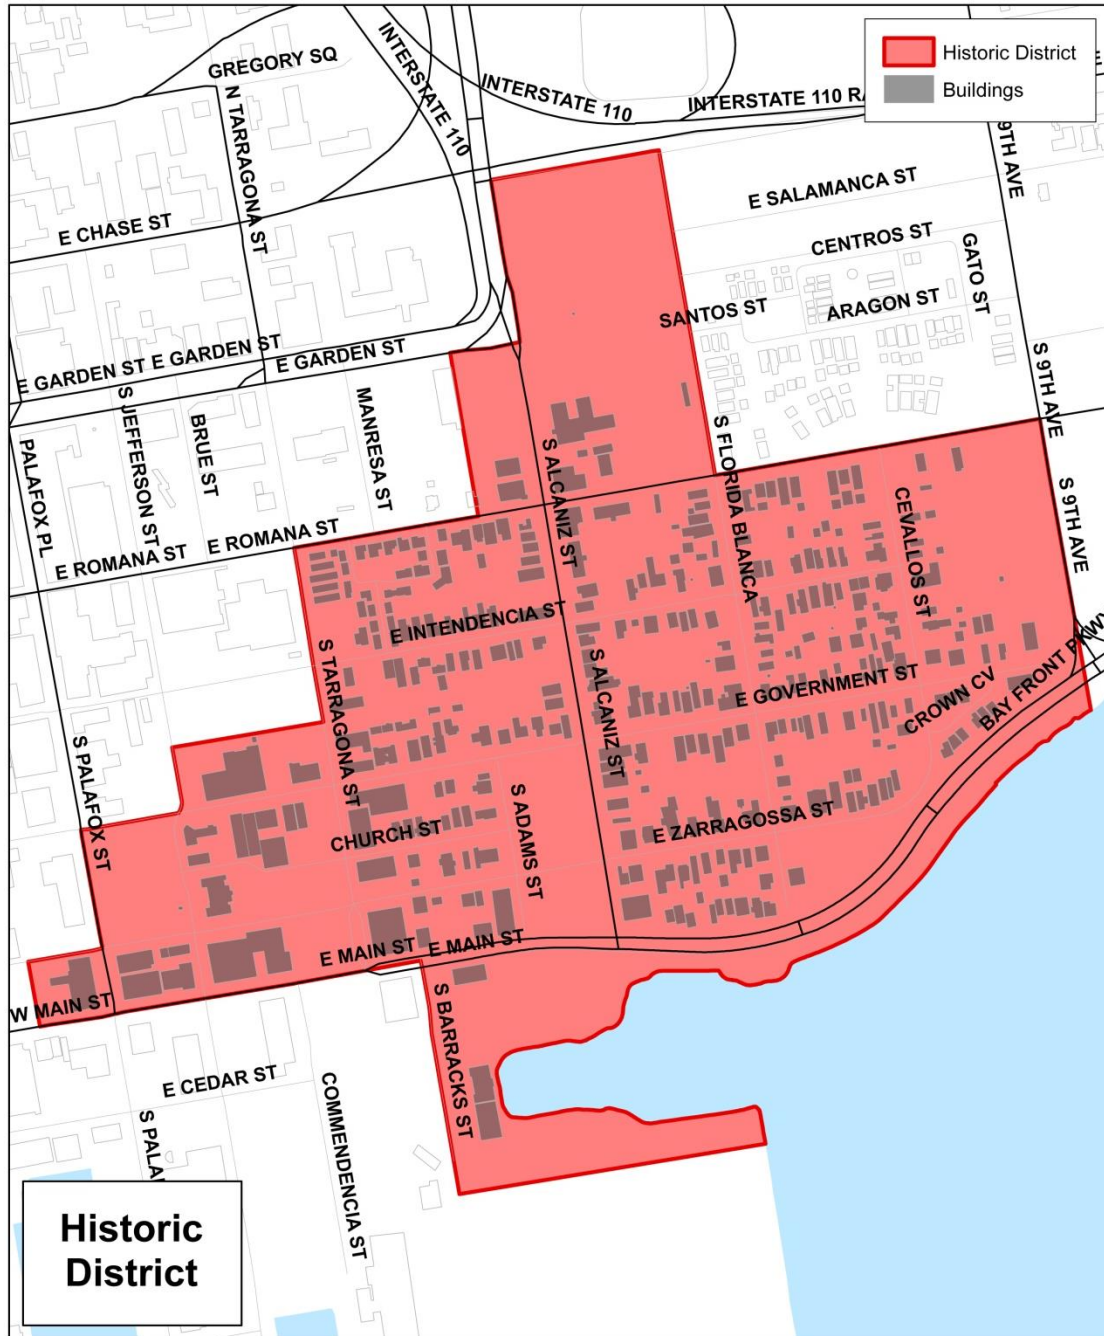 Historic District
Buildings
GREGORY SQ
N TARRAGONA ST
INTERSTATE 110
INTERSTATE 110
INTERSTATE 110
S 9TH AVE
E CHASE ST
E SALAMANCA ST
CENTROS ST
GATO ST
SANTOS ST
ARAGON ST
E GARDEN ST
E GARDEN ST
E GARDEN ST
S 9TH AVE
PALAFOX PL
S JEFFERSON ST
BRUE ST
MANRESA ST
S ALCANIZ ST
S FLORIDA BLANCA
CEVALLOS ST
S 9TH AVE
E ROMANA ST
E ROMANA ST
E INTENDENCIA ST
S TARRAGONA ST
S ALCANIZ ST
E GOVERNMENT ST
CROWN CV
BAY FRONT PKWY
S PALAFOX ST
CHURCH ST
S ADAMS ST
E ZARRAGOSSA ST
E MAIN ST
E MAIN ST
W MAIN ST
S BARRACKS ST
E CEDAR ST
COMMENDENCIA ST
Historic
District